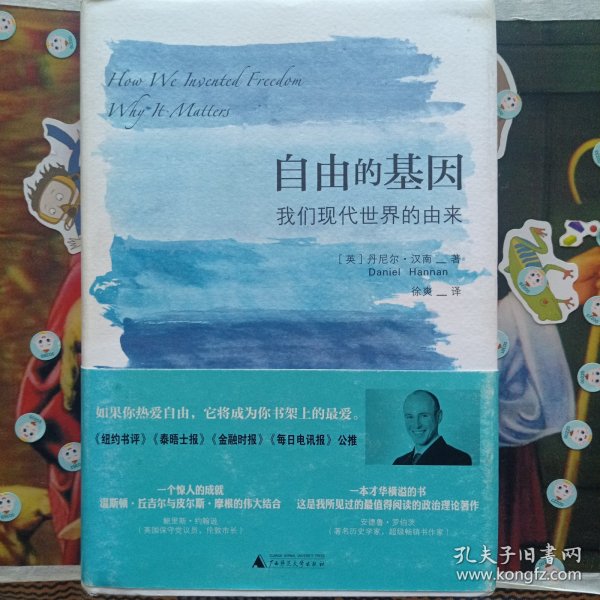 How We Invented Freedom
Why It Matters
自由的基因
我们现代世界的由来
［英］丹尼尔·汉南 — 著
Daniel Hannan
徐爽 — 译
如果你热爱自由，它将成为你书架上的最爱。
《纽约书评》《泰晤士报》《金融时报》《每日电讯报》公推
一个惊人的成就
温斯顿·丘吉尔与皮尔斯·摩根的伟大结合
鲍里斯·约翰逊
（英国保守党议员，伦敦市长）
一本才华横溢的书
这是我所见过的最值得阅读的政治理论著作
安德鲁·罗伯茨
（著名历史学家，超级畅销书作家）
广西师范大学出版社
孔夫子旧书网
www.kongfz.com